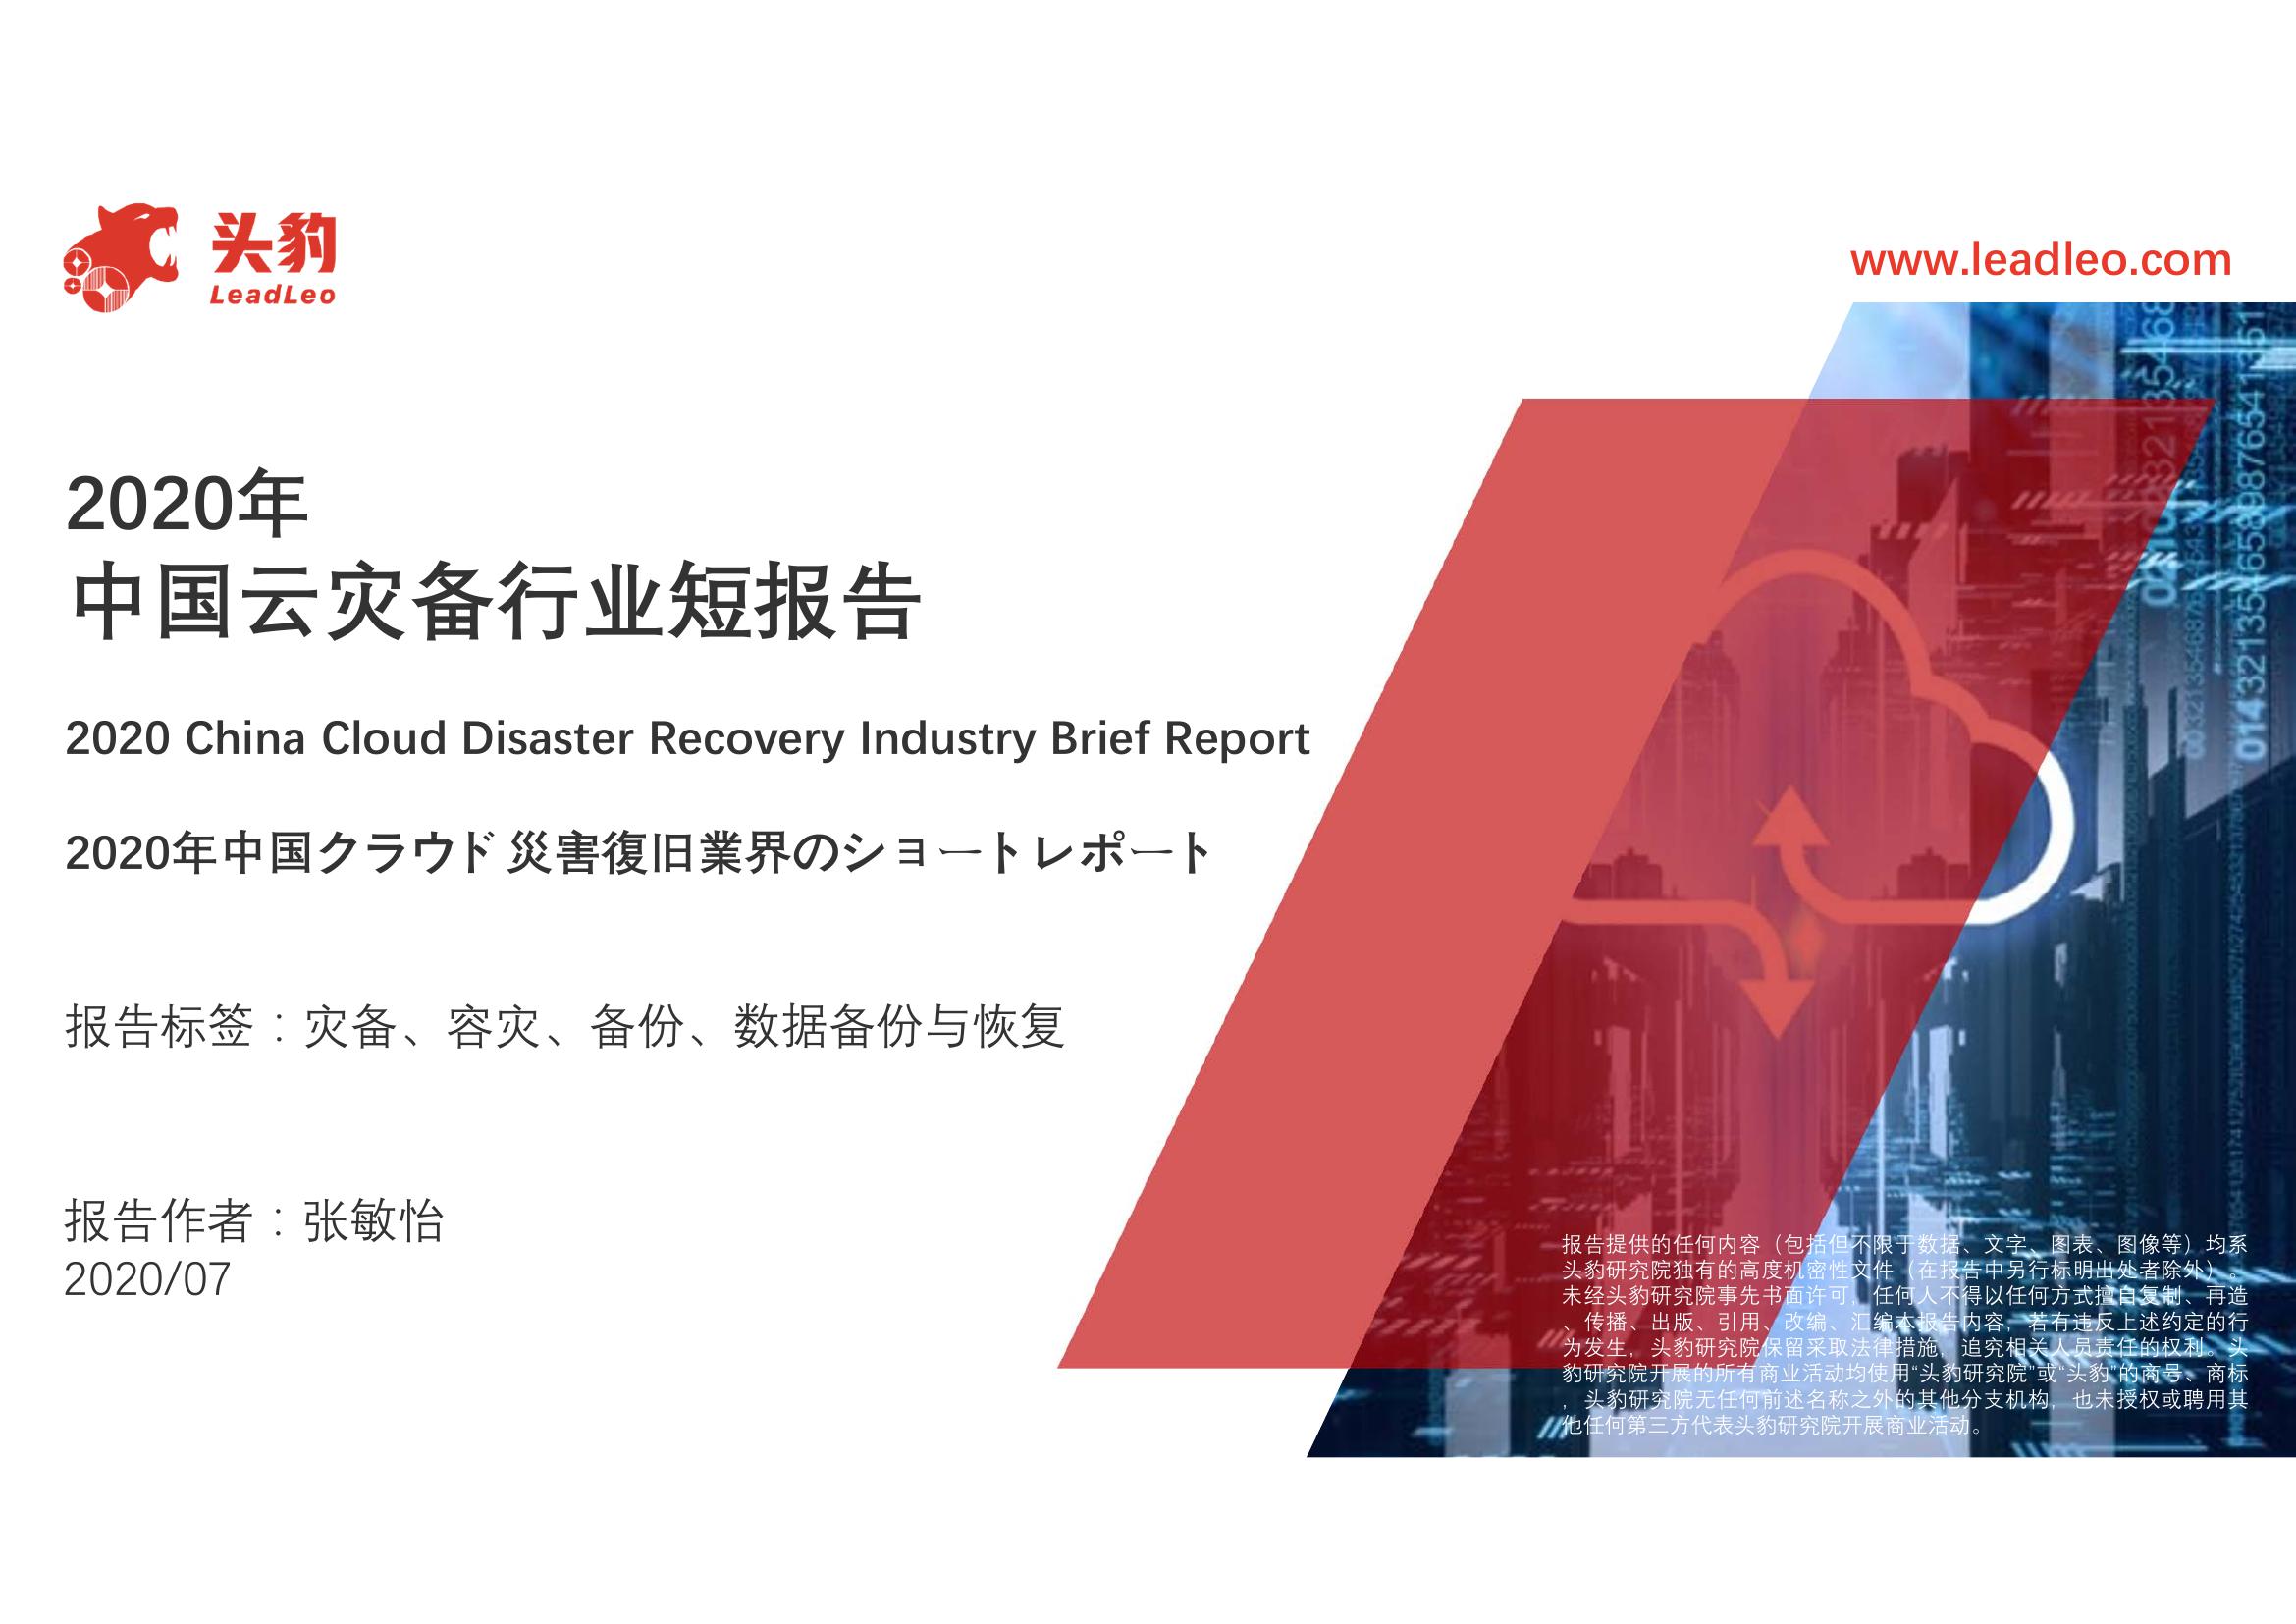 头豹
LeadLeo
www.leadleo.com
2020年
中国云灾备行业短报告
2020 China Cloud Disaster Recovery Industry Brief Report
2020年中国クラウド 災害復旧業界のショートレポート
报告标签：灾备、容灾、备份、数据备份与恢复
报告作者：张敏怡
2020/07
报告提供的任何内容（包括但不限于数据、文字、图表、图像等）均系
头豹研究院独有的高度机密性文件（在报告中另行标明出处者除外）。
未经头豹研究院事先书面许可，任何人不得以任何方式擅自复制、再造
、传播、出版、引用、改编、汇编本报告内容，若有违反上述约定的行
为发生，头豹研究院保留采取法律措施，追究相关人员责任的权利。头
豹研究院开展的所有商业活动均使用“头豹研究院”或“头豹”的商号、商标
，头豹研究院无任何前述名称之外的其他分支机构，也未授权或聘用其
他任何第三方代表头豹研究院开展商业活动。